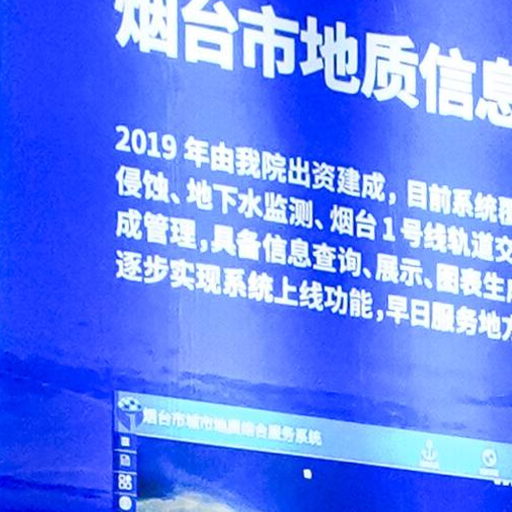 烟台市地质信息
2019 年由我院出资建成，目前系统覆
侵蚀、地下水监测、烟台 1 号线轨道交
成管理，具备信息查询、展示、图表生成
逐步实现系统上线功能，早日服务地方
烟台市城市地质综合服务系统